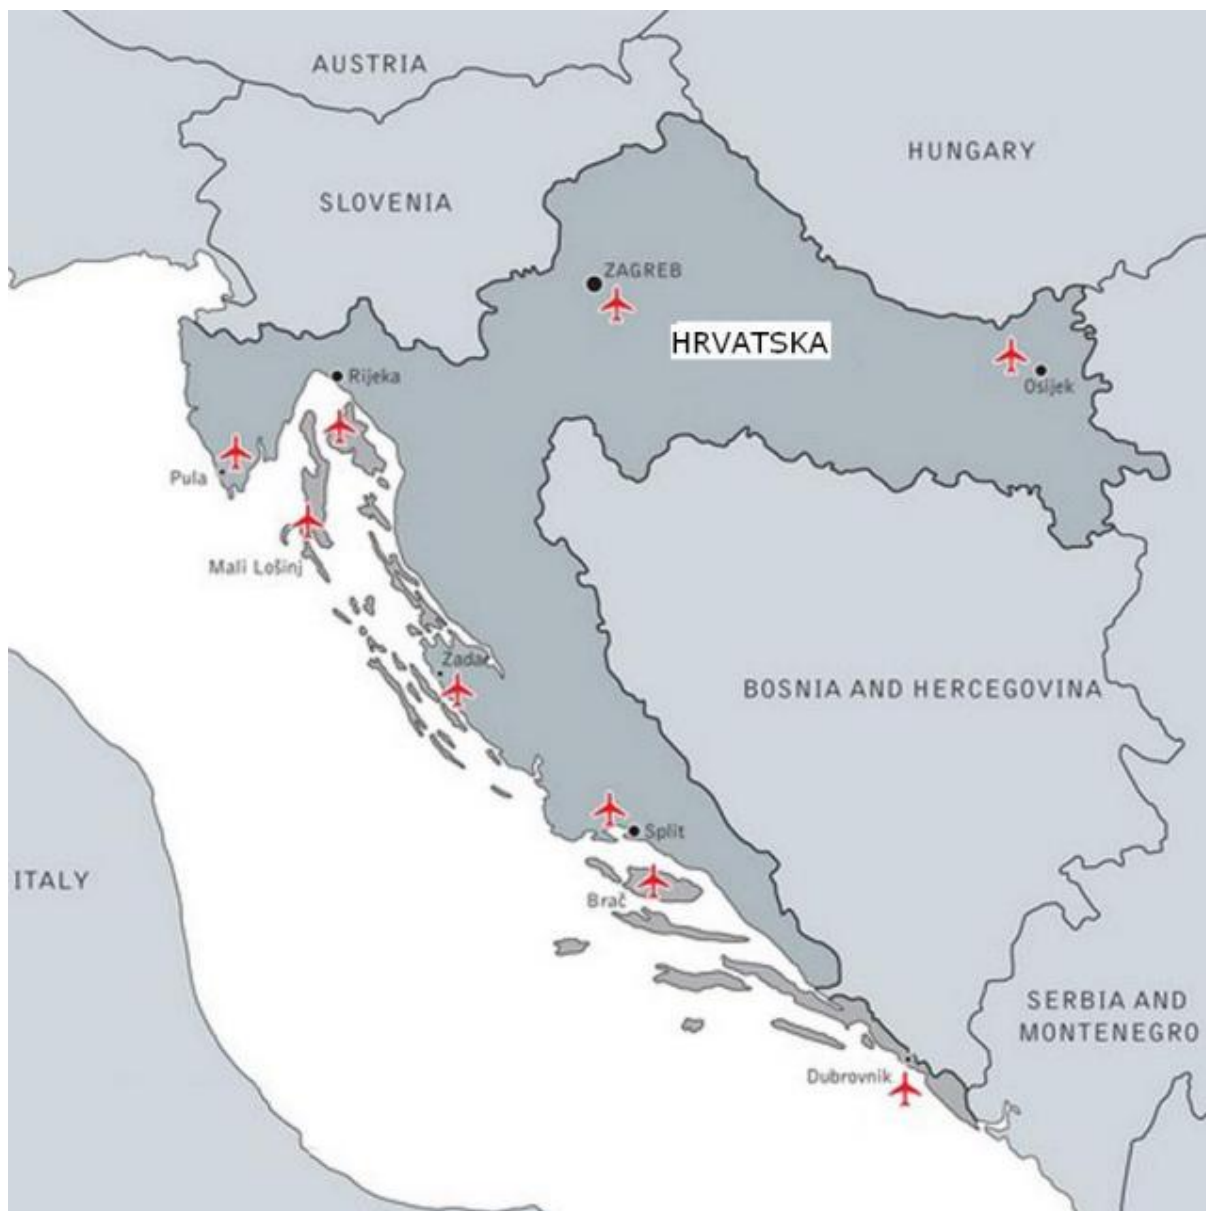 AUSTRIA
HUNGARY
SLOVENIA
ZAGREB
HRVATSKA
Rijeka
Osijek
Pula
Mali Lošinj
Zadar
BOSNIA AND HERCEGOVINA
Split
ITALY
Brač
SERBIA AND
MONTENEGRO
Dubrovnik